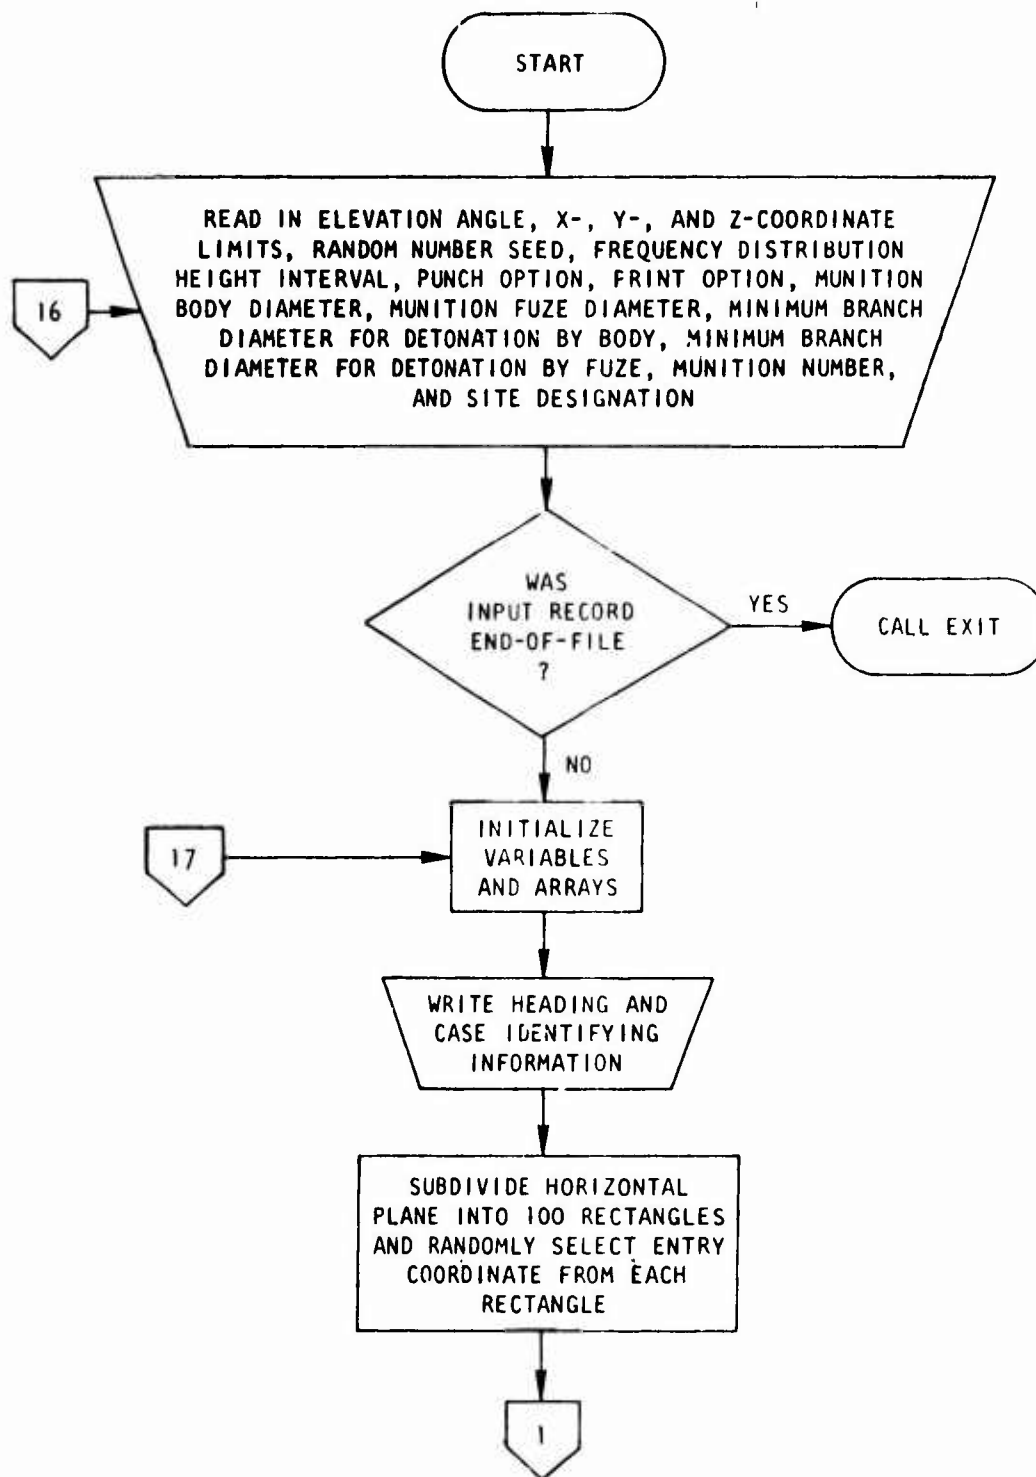 START
READ IN ELEVATION ANGLE, X-, Y-, AND Z-COORDINATE
LIMITS, RANDOM NUMBER SEED, FREQUENCY DISTRIBUTION
HEIGHT INTERVAL, PUNCH OPTION, FRINT OPTION, MUNITION
BODY DIAMETER, MUNITION FUZE DIAMETER, MINIMUM BRANCH
DIAMETER FOR DETONATION BY BODY, MINIMUM BRANCH
DIAMETER FOR DETONATION BY FUZE, MUNITION NUMBER,
AND SITE DESIGNATION
16
WAS
INPUT RECORD
END-OF-FILE
?
YES
CALL EXIT
NO
INITIALIZE
VARIABLES
AND ARRAYS
17
WRITE HEADING AND
CASE IDENTIFYING
INFORMATION
SUBDIVIDE HORIZONTAL
PLANE INTO 100 RECTANGLES
AND RANDOMLY SELECT ENTRY
COORDINATE FROM EACH
RECTANGLE
1